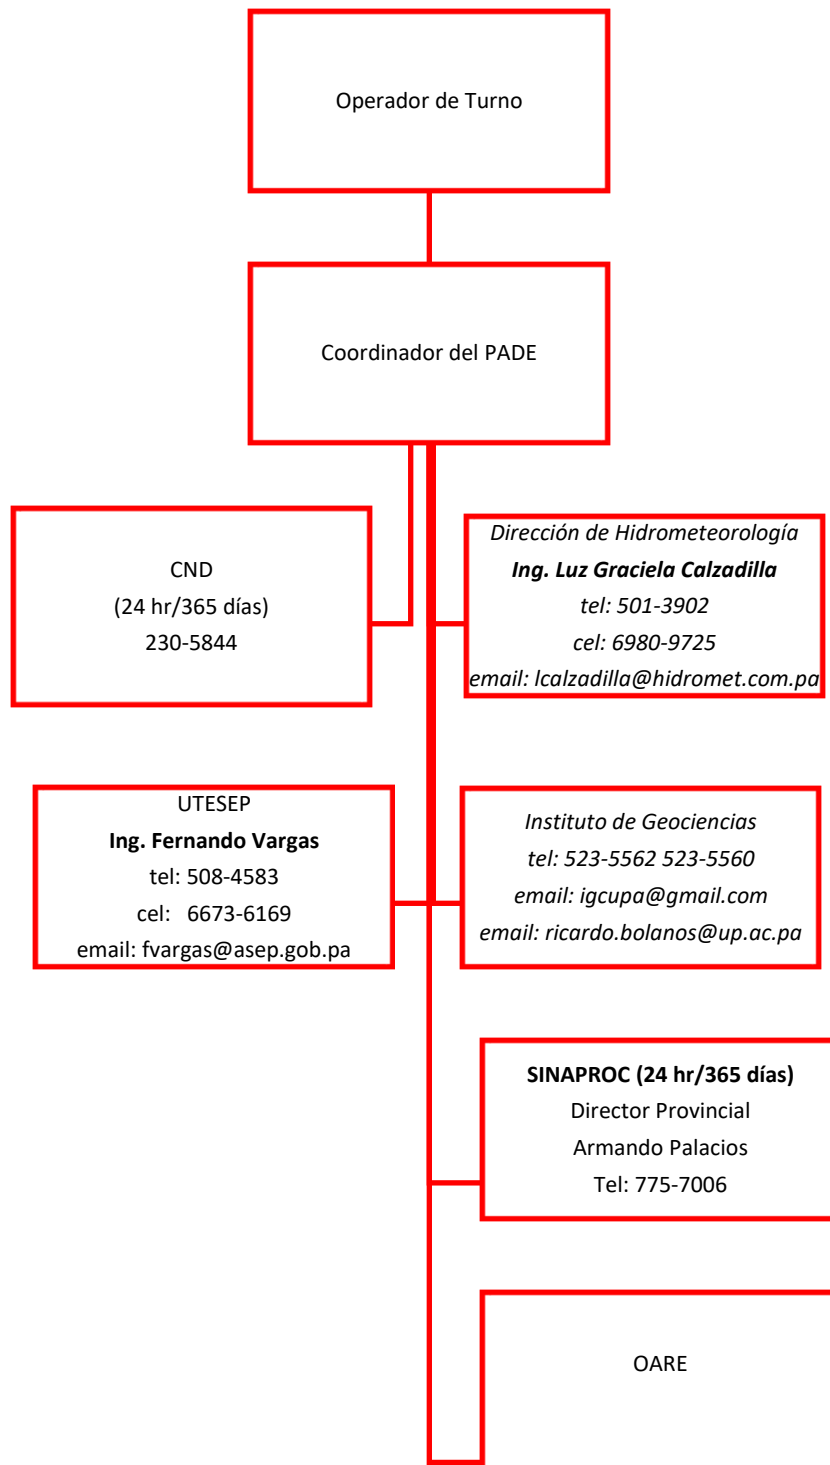 Operador de Turno
Coordinador del PADE
CND
(24 hr/365 días)
230-5844
Dirección de Hidrometeorología
Ing. Luz Graciela Calzadilla
tel: 501-3902
cel: 6980-9725
email: lcalzadilla@hidromet.com.pa
UTESEP
Ing. Fernando Vargas
tel: 508-4583
cel: 6673-6169
email: fvargas@asep.gob.pa
Instituto de Geociencias
tel: 523-5562 523-5560
email: igcupa@gmail.com
email: ricardo.bolanos@up.ac.pa
SINAPROC (24 hr/365 días)
Director Provincial
Armando Palacios
Tel: 775-7006
OARE